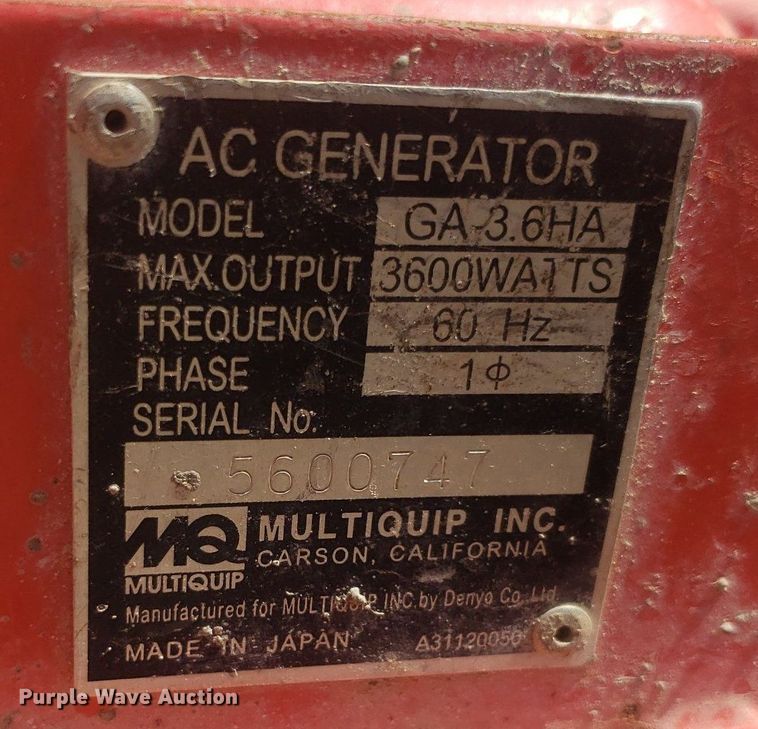 AC GENERATOR
MODEL GA-3.6HA
MAX.OUTPUT 3600WATTS
FREQUENCY 60 Hz
PHASE 1Φ
SERIAL No.
5600747
MQ MULTIQUIP INC.
CARSON, CALIFORNIA
MULTIQUIP
Manufactured for MULTIQUIP INC. by Denyo Co., Ltd.
MADE IN JAPAN
Purple Wave Auction